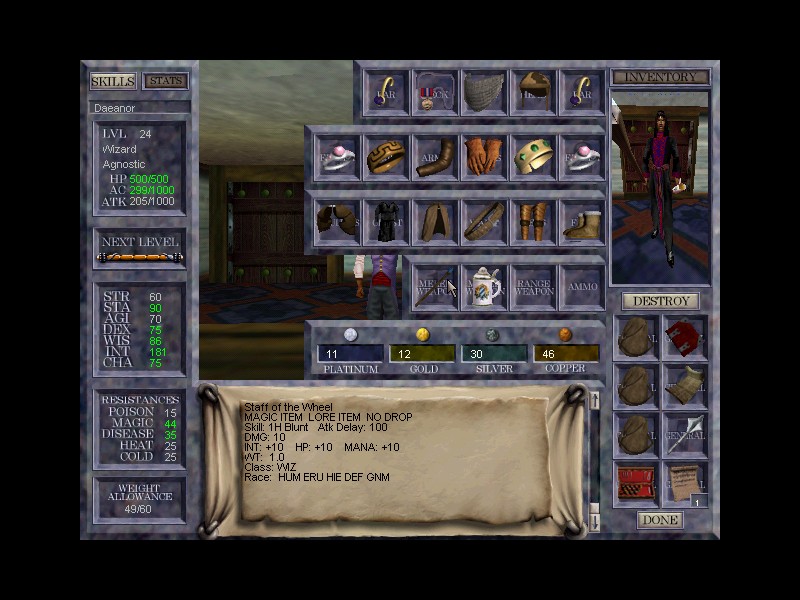 SKILLS
STATS
Daeanor
LVL 24
Wizard
Agnostic
HP 500/500
AC 299/1000
ATK 205/1000
NEXT LEVEL
STR 60
STA 90
AGI 70
DEX 75
WIS 86
INT 181
CHA 75
RESISTANCES
POISON 15
MAGIC 44
DISEASE 35
HEAT 25
COLD 25
WEIGHT
ALLOWANCE
49/60
RANGE
WEAPON
AMMO
11
12
30
46
PLATINUM
GOLD
SILVER
COPPER
Staff of the Wheel
MAGIC ITEM LORE ITEM NO DROP
Skill: 1H Blunt Atk Delay: 100
DMG: 10
INT: +10 HP: +10 MANA: +10
WT: 1.0
Class: WIZ
Race: HUM ERU HIE DEF GNM
INVENTORY
DESTROY
GENERAL
1
DONE